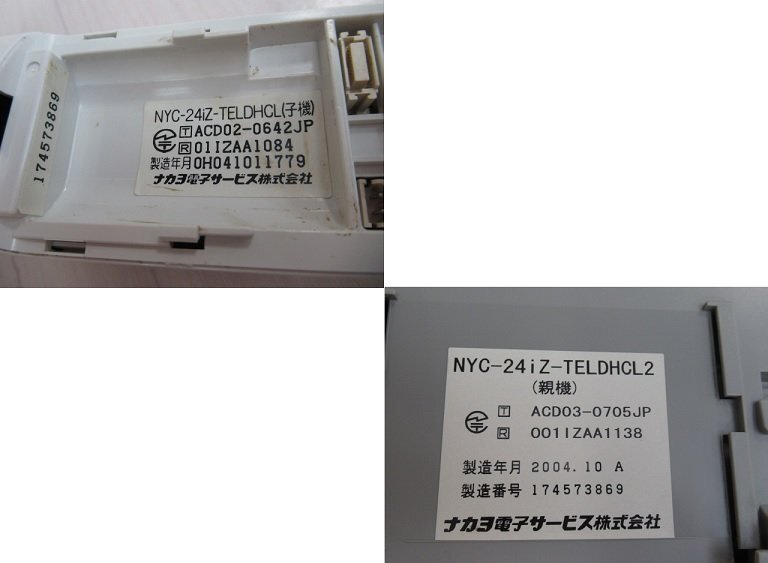 174573869
NYC-24iZ-TELDHCL(子機)
T ACD02-0642JP
R 01IZAA1084
製造年月 0H041011779
ナカヨ電子サービス株式会社
NYC-24iZ-TELDHCL2
(親機)
T ACD03-0705JP
R 001IZAA1138
製造年月 2004.10 A
製造番号 174573869
ナカヨ電子サービス株式会社